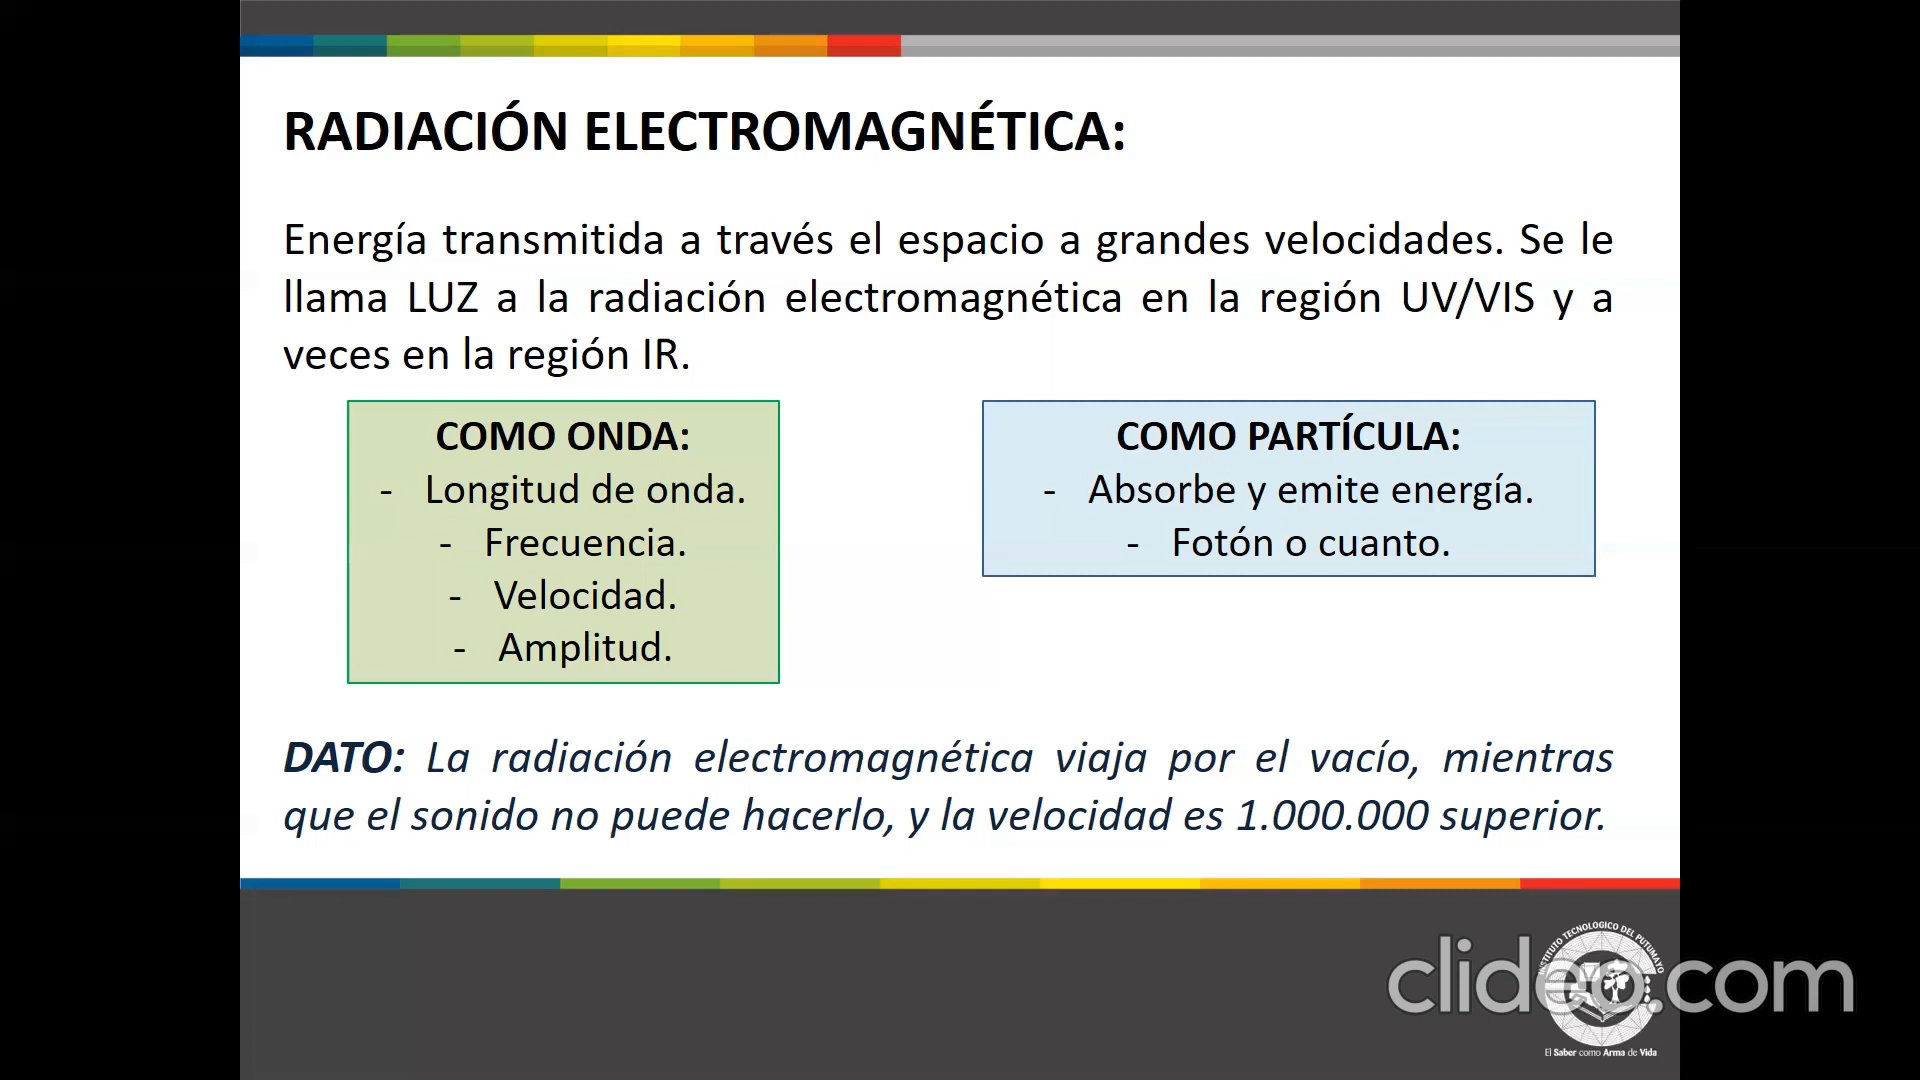 RADIACIÓN ELECTROMAGNÉTICA:
Energía transmitida a través el espacio a grandes velocidades. Se le
llama LUZ a la radiación electromagnética en la región UV/VIS y a
veces en la región IR.
COMO ONDA:
- Longitud de onda.
- Frecuencia.
- Velocidad.
- Amplitud.
COMO PARTÍCULA:
- Absorbe y emite energía.
- Fotón o cuanto.
DATO: La radiación electromagnética viaja por el vacío, mientras
que el sonido no puede hacerlo, y la velocidad es 1.000.000 superior.
INSTITUTO TECNOLOGICO DEL PUTUMAYO
clideo.com
El Saber como Arma de Vida